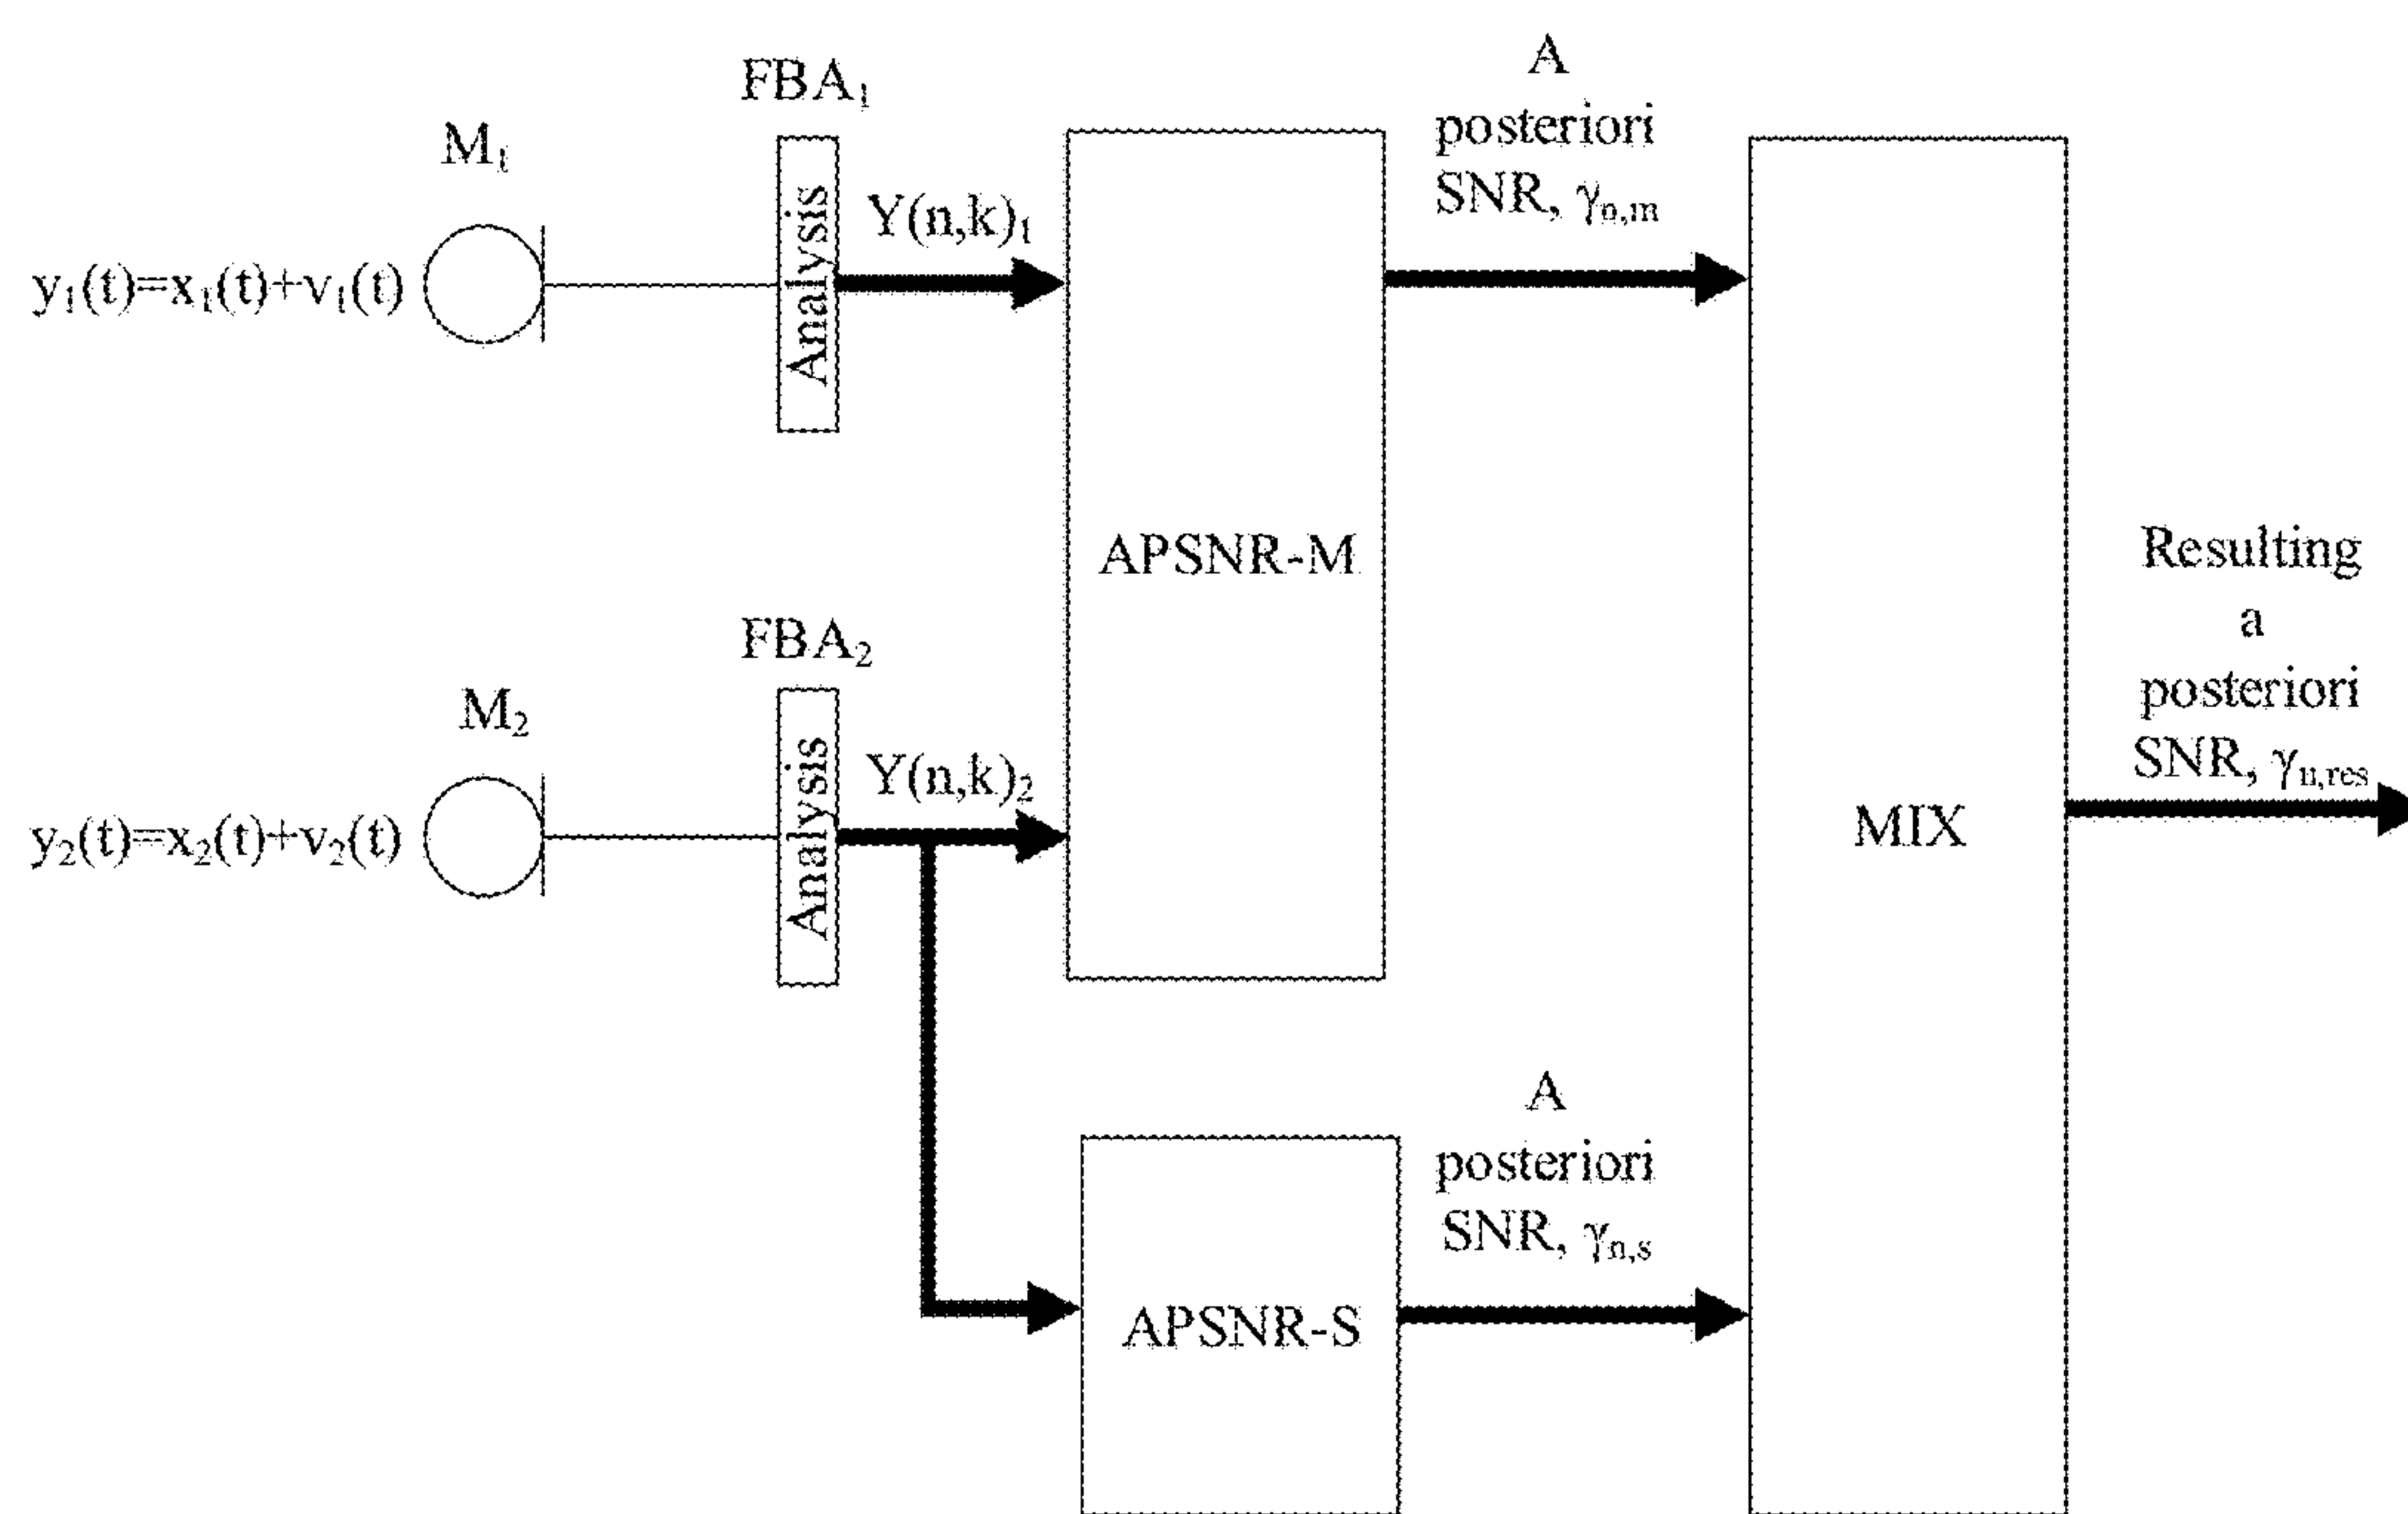 A
posteriori
SNR, γₙ,ₘ
FBA₁
M₁
Analysis
Y(n,k)₁
y₁(t)=x₁(t)+v₁(t)
APSNR-M
Resulting
a
posteriori
SNR, γₙ,ᵣₑₛ
FBA₂
M₂
Analysis
Y(n,k)₂
y₂(t)=x₂(t)+v₂(t)
MIX
A
posteriori
SNR, γₙ,ₛ
APSNR-S